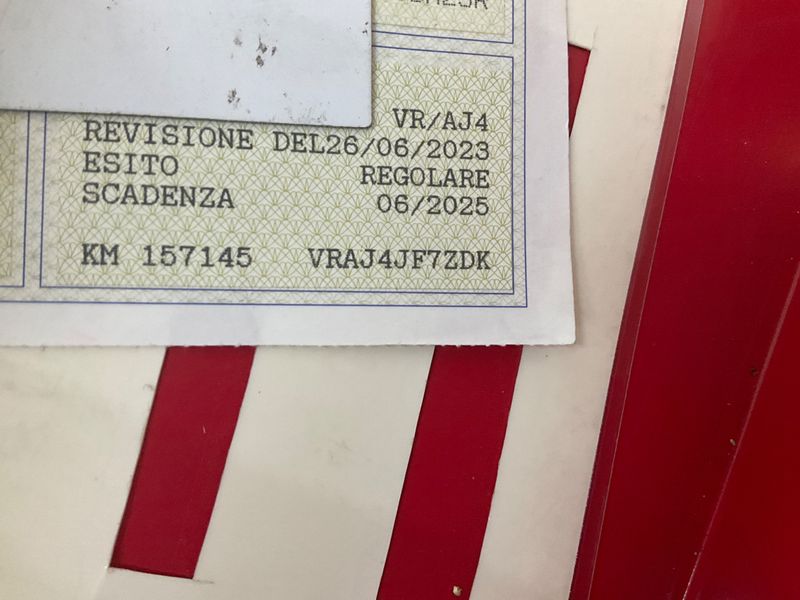 VR/AJ4
REVISIONE DEL26/06/2023
ESITO REGOLARE
SCADENZA 06/2025
KM 157145 VRAJ4JF7ZDK